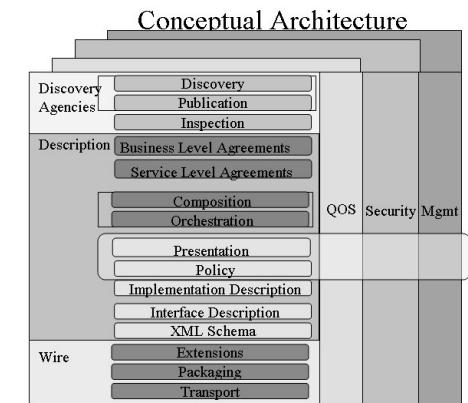 Conceptual Architecture
Discovery
Agencies
Discovery
Publication
Inspection
Description
Business Level Agreements
Service Level Agreements
Composition
Orchestration
Presentation
Policy
Implementation Description
Interface Description
XML Schema
Wire
Extensions
Packaging
Transport
QOS
Security
Mgmt